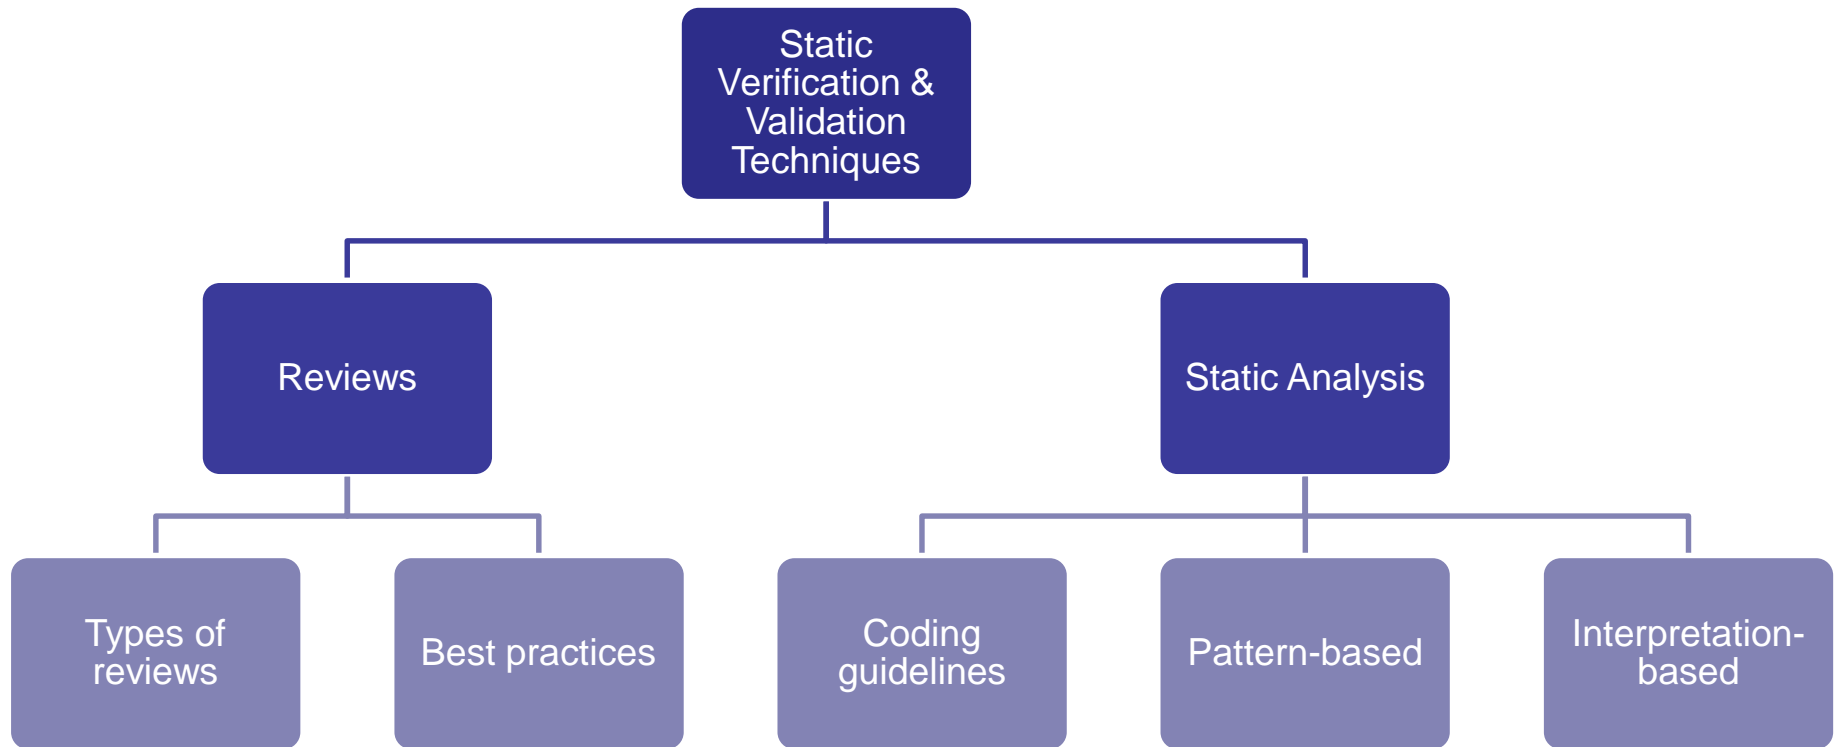 Static
Verification &
Validation
Techniques
Reviews
Static Analysis
Types of
reviews
Best practices
Coding
guidelines
Pattern-based
Interpretation-
based